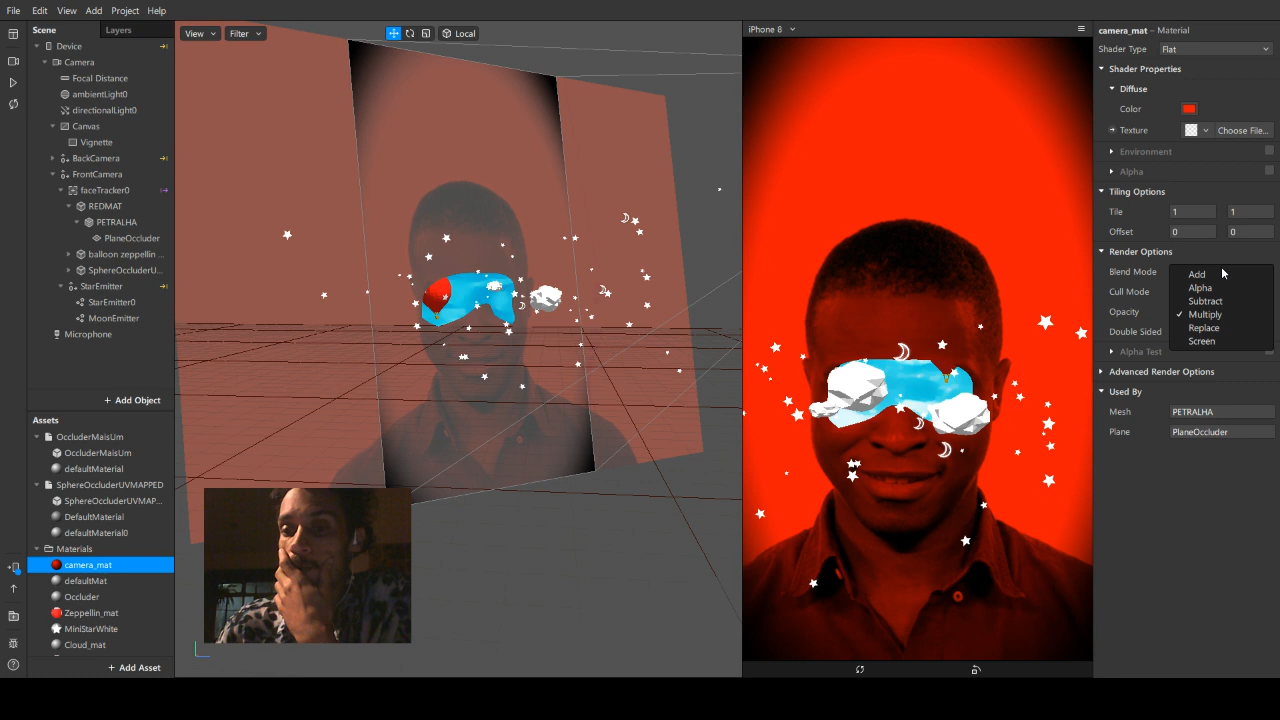 File Edit View Add Project Help
Scene Layers
Device
Camera
Focal Distance
ambientLight0
directionalLight0
Canvas
Vignette
BackCamera
FrontCamera
faceTracker0
REDMAT
PETRALHA
PlaneOccluder
balloon zeppellin ...
SphereOccluderU...
StarEmitter
StarEmitter0
MoonEmitter
Microphone
+ Add Object
Assets
OccluderMaisUm
OccluderMaisUm
defaultMaterial
SphereOccluderUVMAPPED
SphereOccluderUVMAP...
DefaultMaterial
defaultMaterial0
Materials
camera_mat
defaultMat
Occluder
Zeppellin_mat
MiniStarWhite
Cloud_mat
+ Add Asset
View Filter Local
iPhone 8
camera_mat – Material
Shader Type Flat
Shader Properties
Diffuse
Color
Texture Choose File...
Environment
Alpha
Tiling Options
Tile 1 1
Offset 0 0
Render Options
Blend Mode
Cull Mode
Opacity
Double Sided
Alpha Test
Add
Alpha
Subtract
Multiply
Replace
Screen
Advanced Render Options
Used By
Mesh PETRALHA
Plane PlaneOccluder